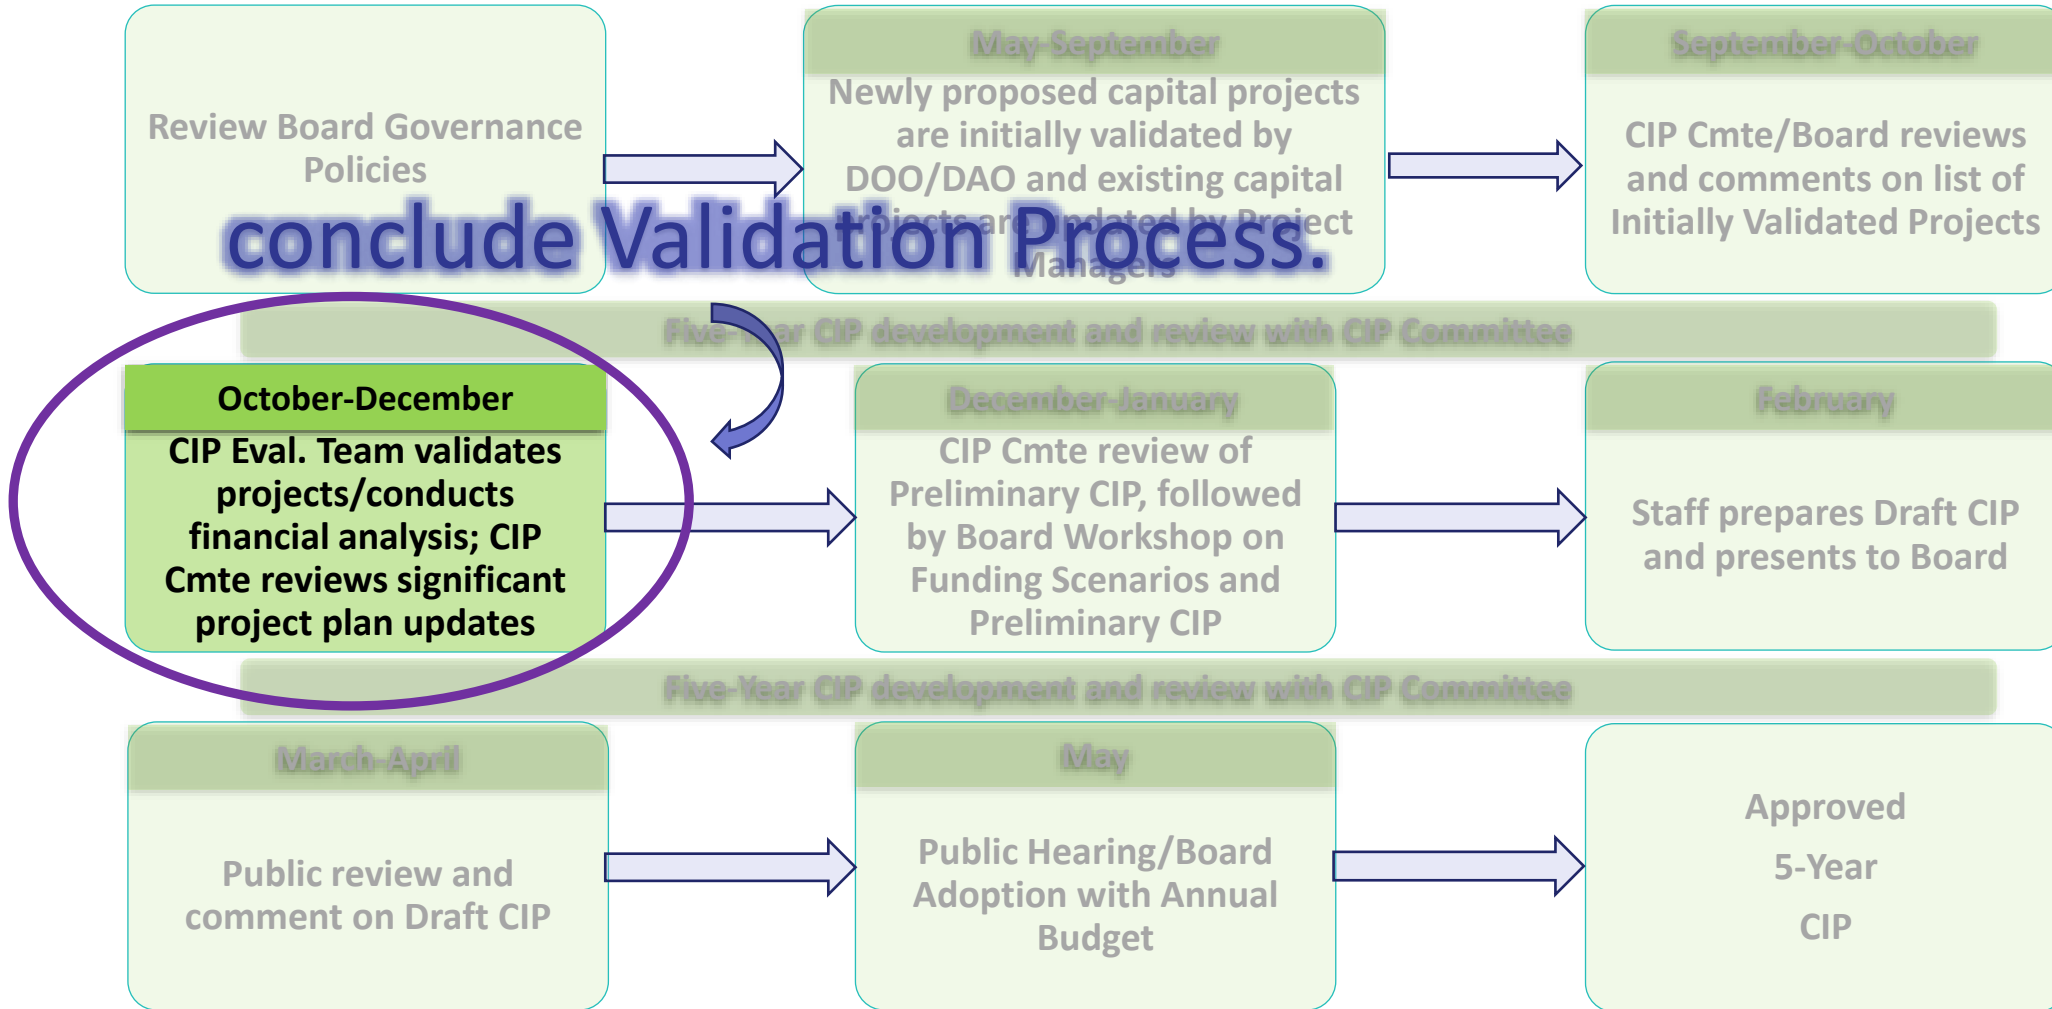 Review Board Governance
Policies
May-September
Newly proposed capital projects
are initially validated by
DOO/DAO and existing capital
projects are updated by Project
Managers
September-October
CIP Cmte/Board reviews
and comments on list of
Initially Validated Projects
conclude Validation Process.
Five-Year CIP development and review with CIP Committee
October-December
CIP Eval. Team validates
projects/conducts
financial analysis; CIP
Cmte reviews significant
project plan updates
December-January
CIP Cmte review of
Preliminary CIP, followed
by Board Workshop on
Funding Scenarios and
Preliminary CIP
February
Staff prepares Draft CIP
and presents to Board
Five-Year CIP development and review with CIP Committee
March-April
Public review and
comment on Draft CIP
May
Public Hearing/Board
Adoption with Annual
Budget
Approved
5-Year
CIP